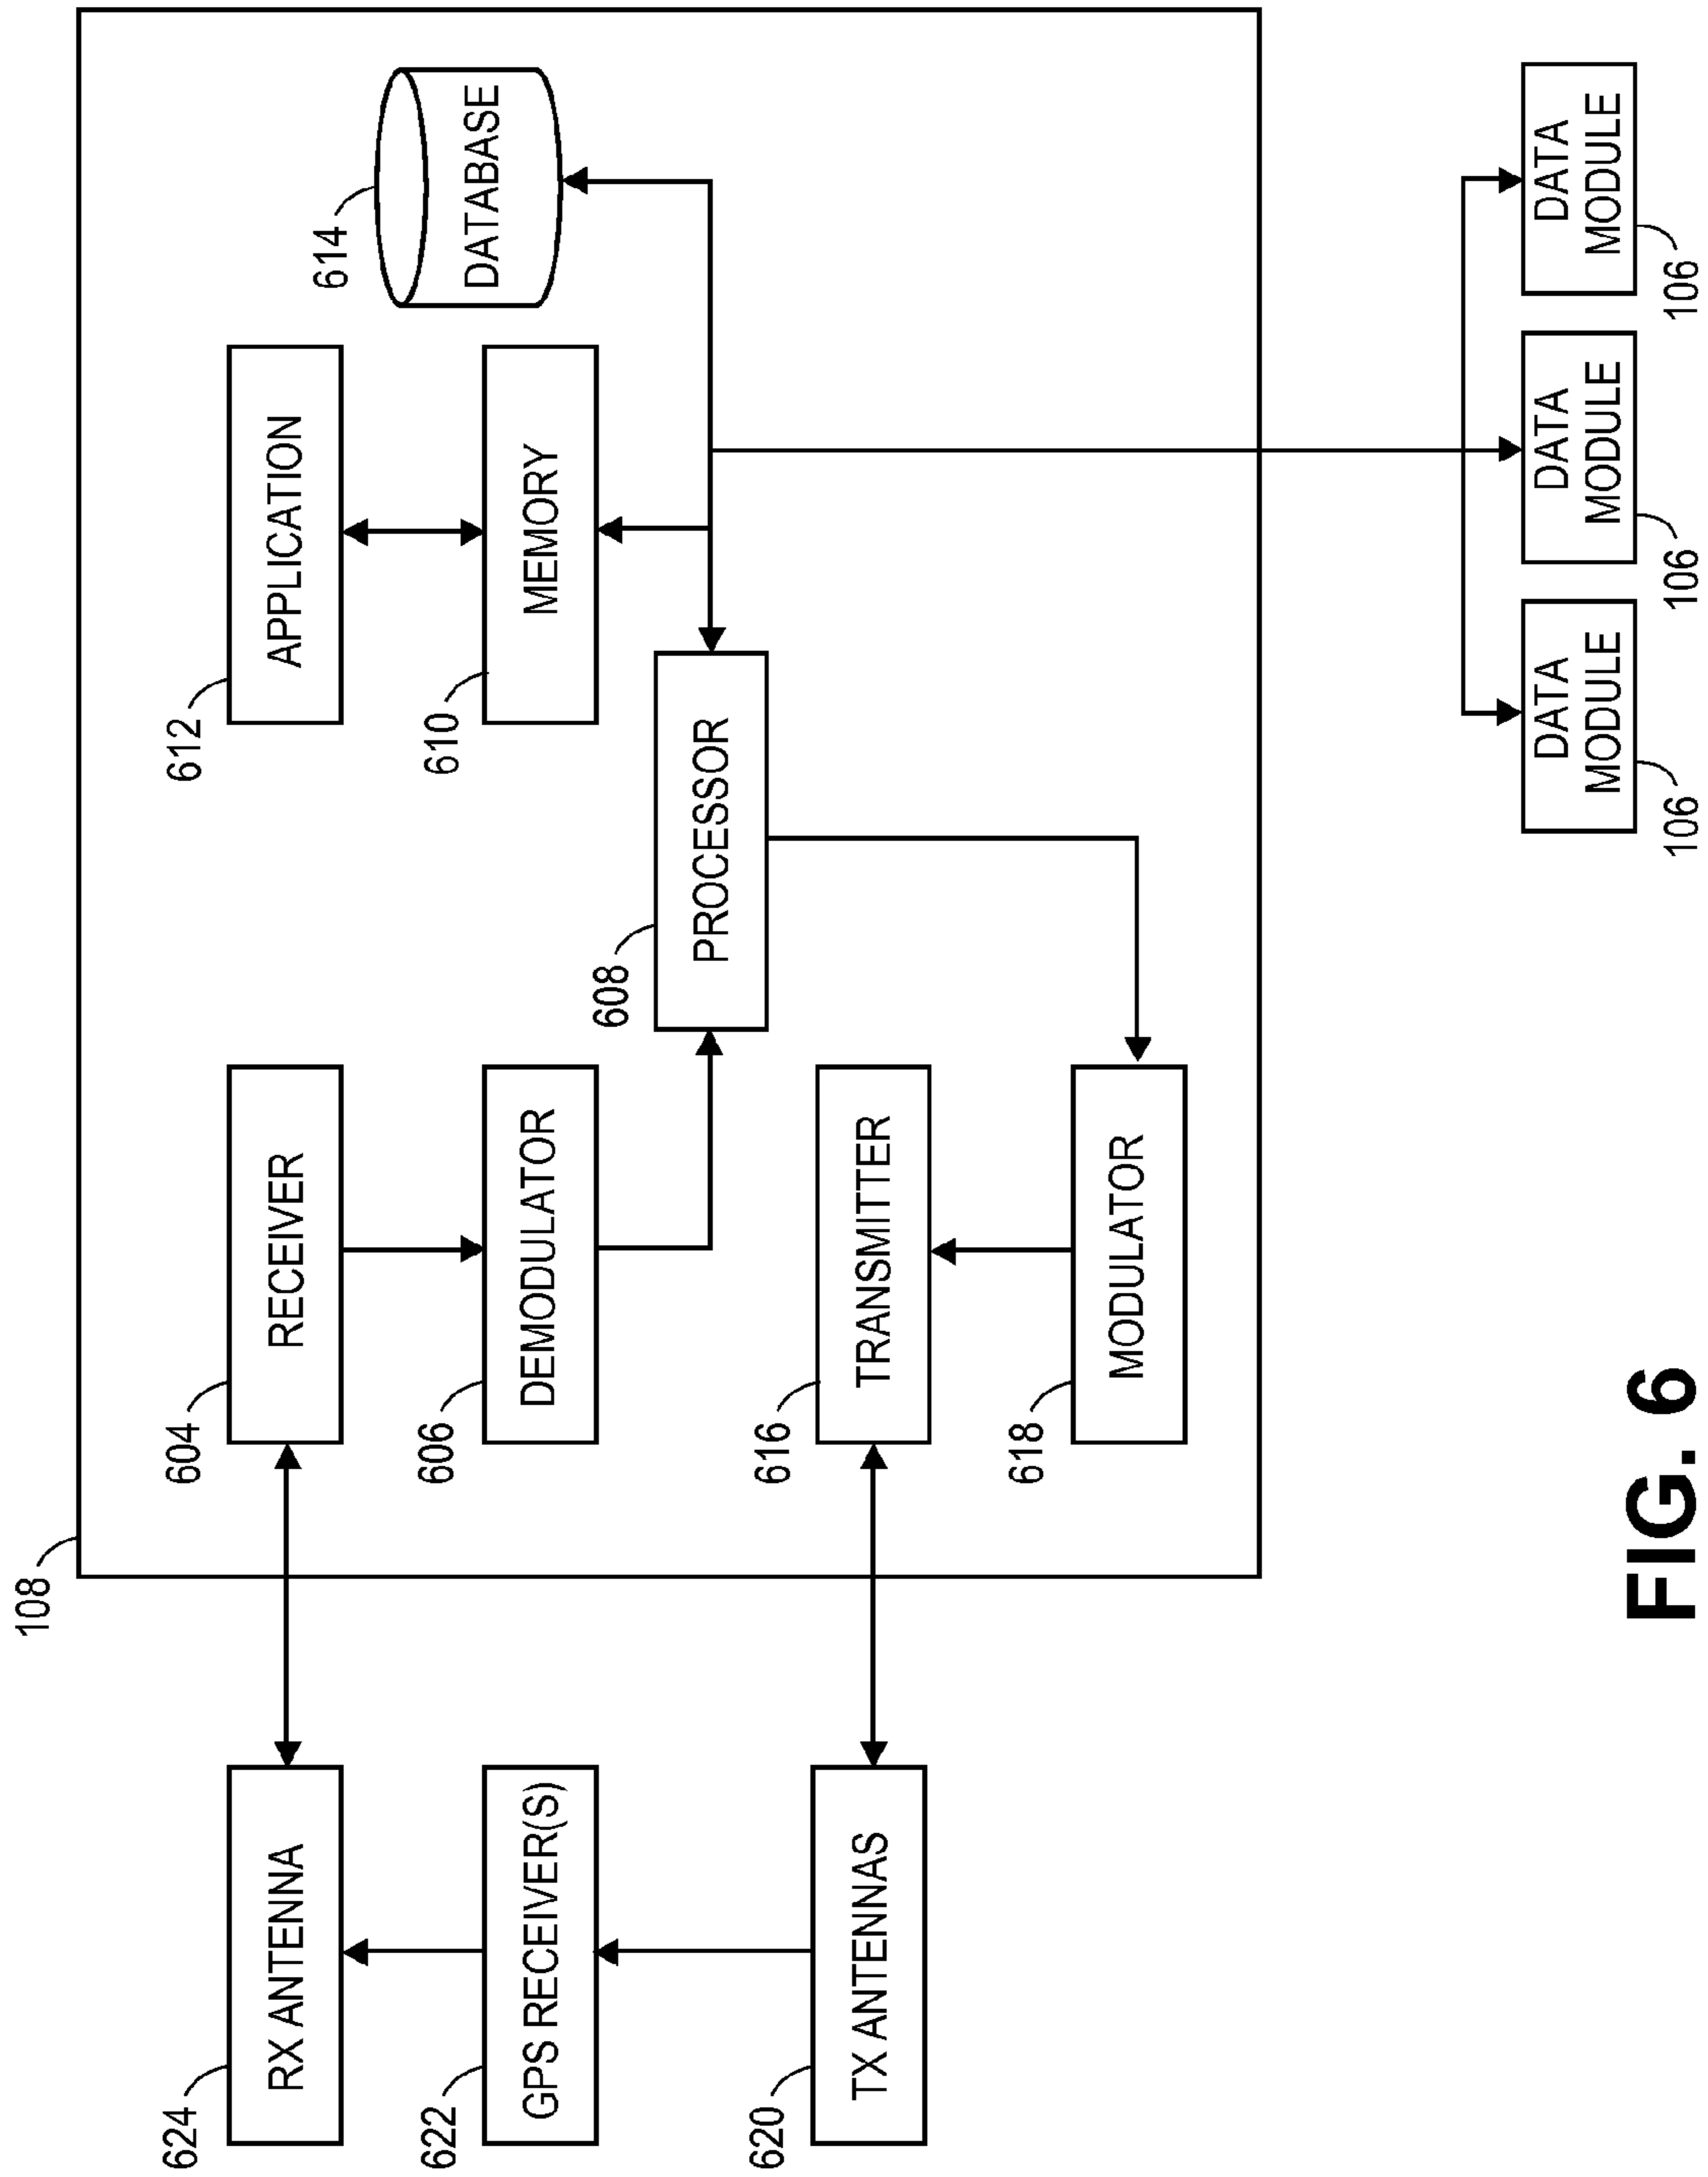 108
624
RX ANTENNA
622
GPS RECEIVER(S)
620
TX ANTENNAS
604
RECEIVER
606
DEMODULATOR
616
TRANSMITTER
618
MODULATOR
608
PROCESSOR
612
APPLICATION
610
MEMORY
614
DATABASE
DATA
MODULE
106
DATA
MODULE
106
DATA
MODULE
106
FIG. 6